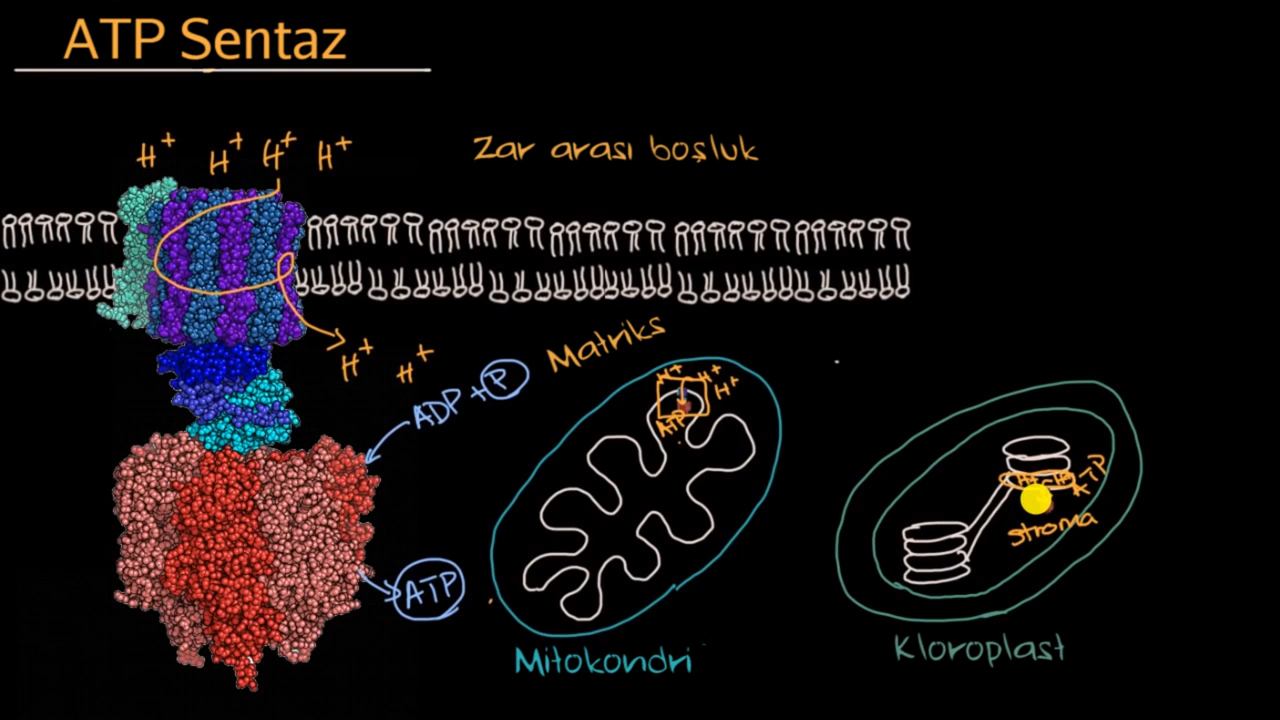 ATP Sentaz
H+ H+ H+ H+
Zar arası boşluk
H+ H+
Matriks
ADP + P
ATP
H+ H+ H+
ATP
Mitokondri
H+ H+
ATP
stroma
Kloroplast